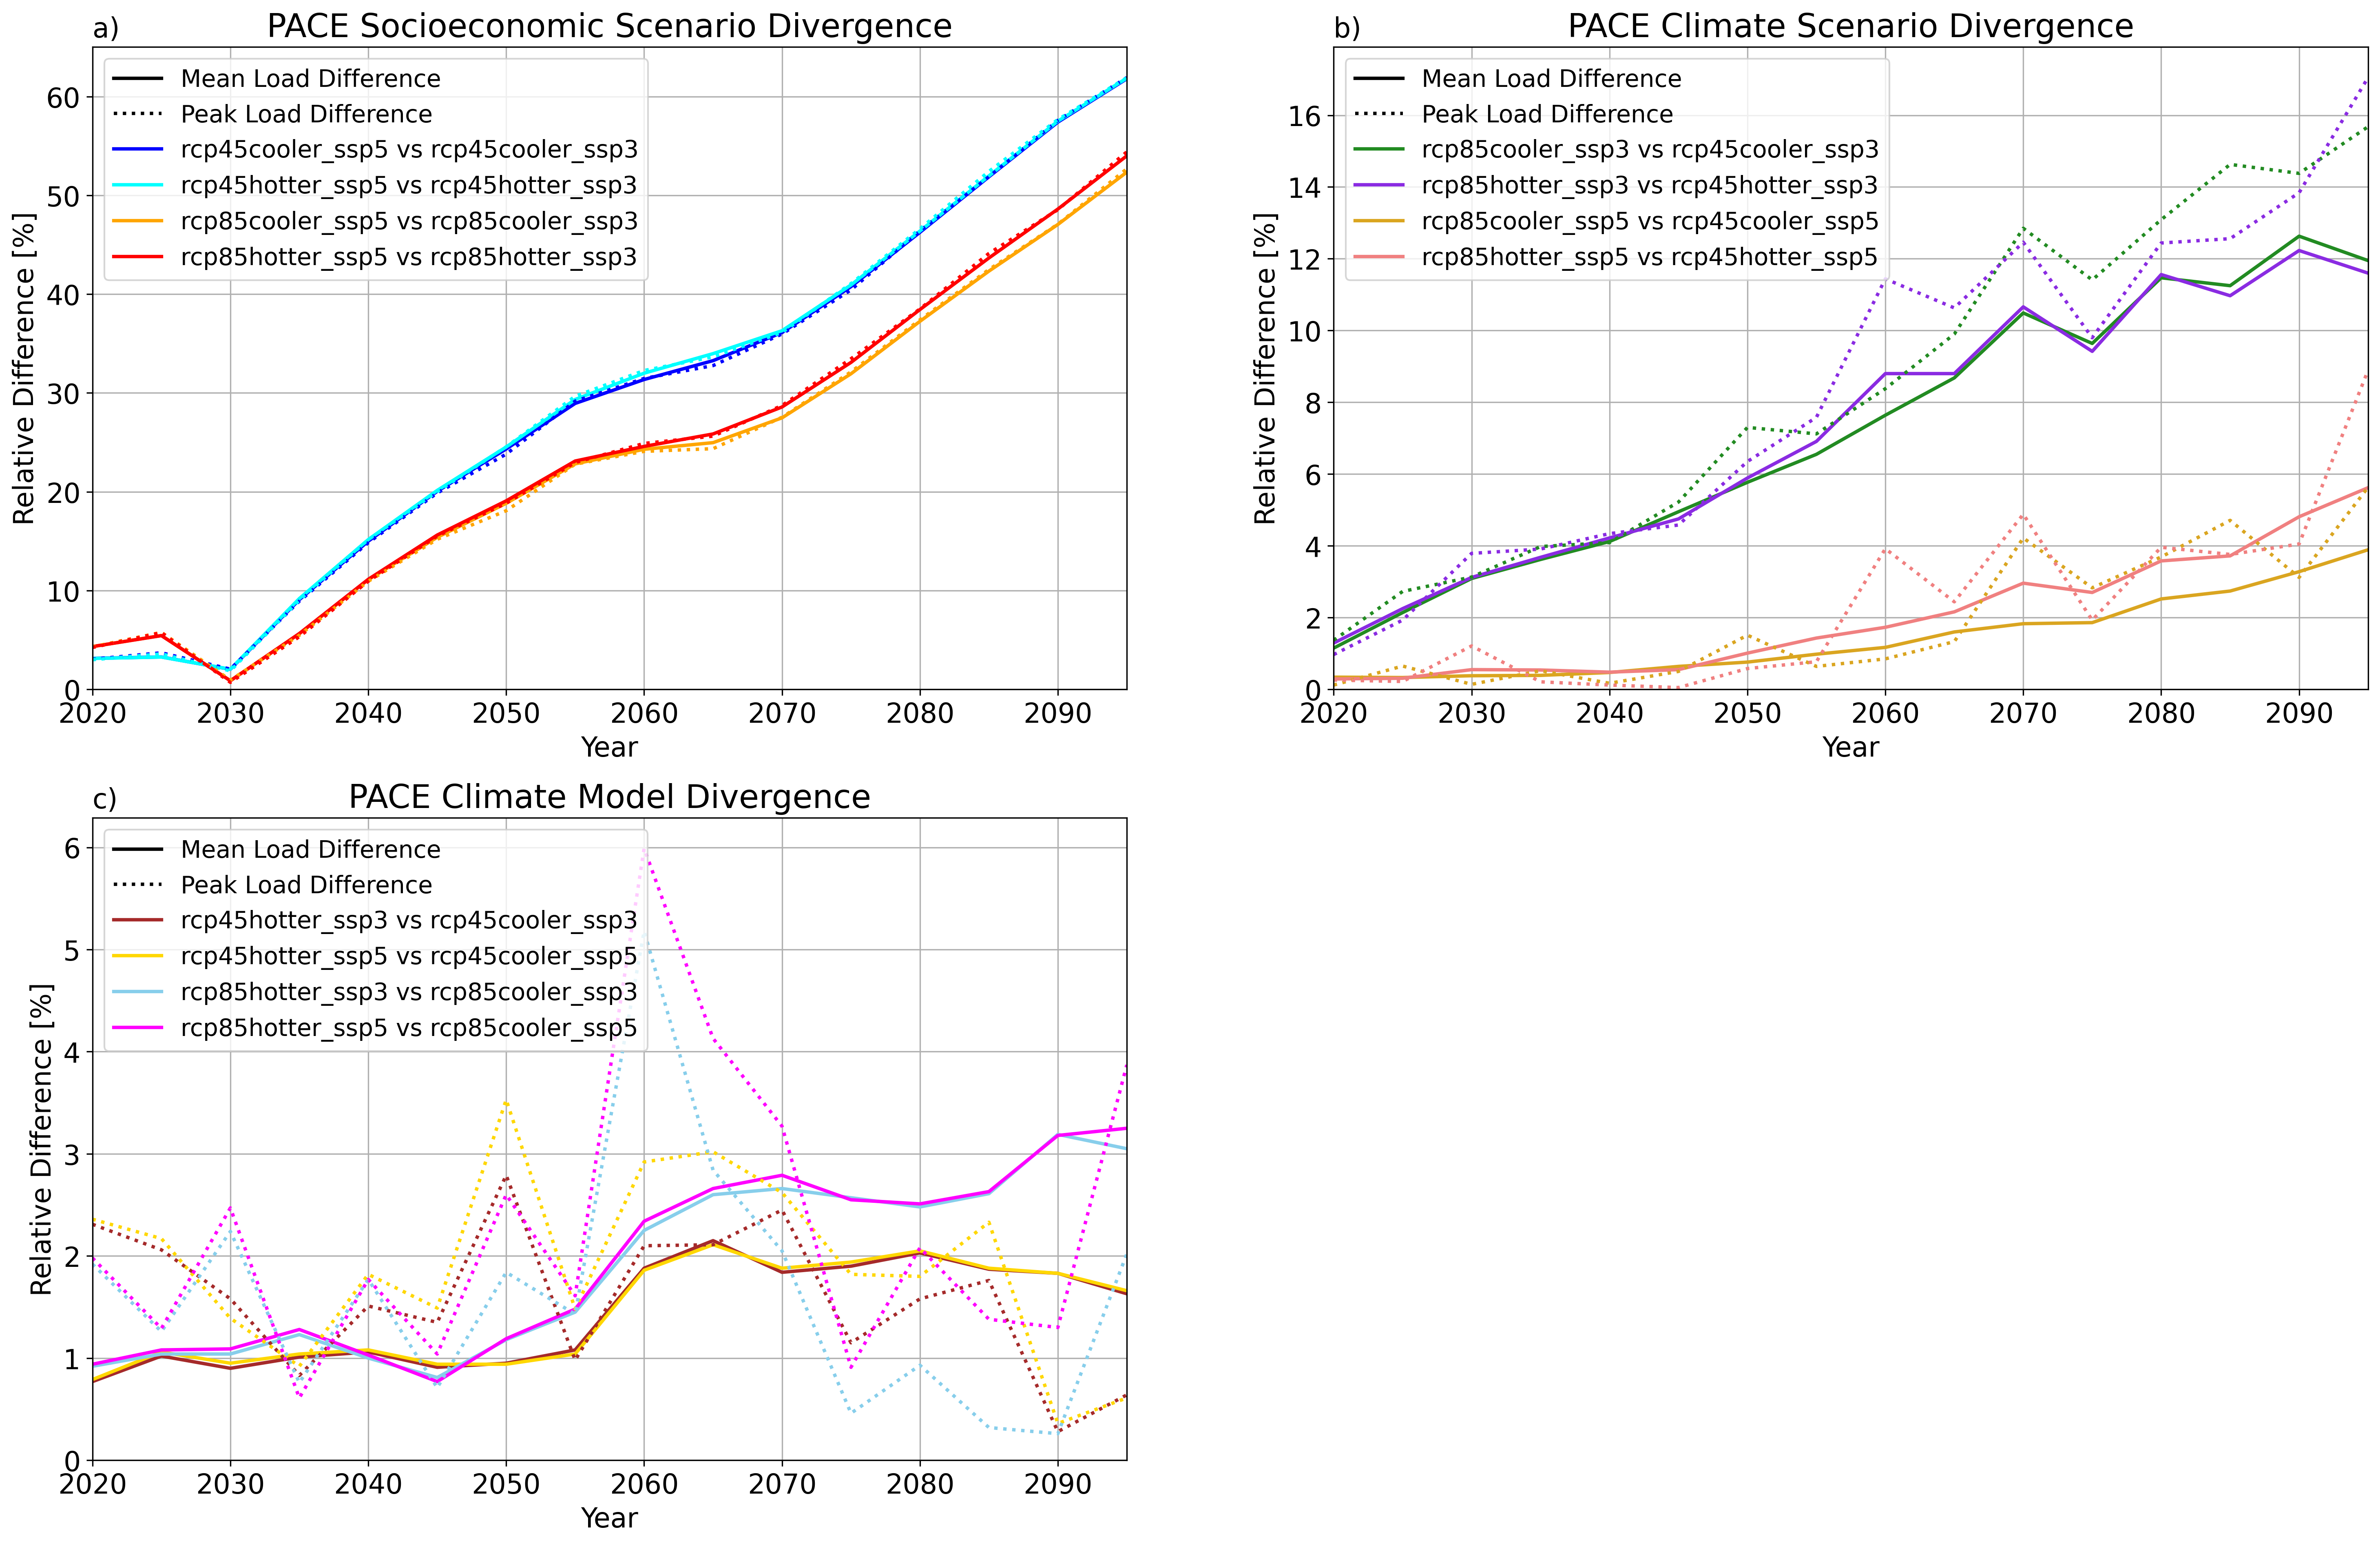 a)
PACE Socioeconomic Scenario Divergence
Mean Load Difference
Peak Load Difference
rcp45cooler_ssp5 vs rcp45cooler_ssp3
rcp45hotter_ssp5 vs rcp45hotter_ssp3
rcp85cooler_ssp5 vs rcp85cooler_ssp3
rcp85hotter_ssp5 vs rcp85hotter_ssp3
Relative Difference [%]
60
50
40
30
20
10
0
2020 2030 2040 2050 2060 2070 2080 2090
Year
b)
PACE Climate Scenario Divergence
Mean Load Difference
Peak Load Difference
rcp85cooler_ssp3 vs rcp45cooler_ssp3
rcp85hotter_ssp3 vs rcp45hotter_ssp3
rcp85cooler_ssp5 vs rcp45cooler_ssp5
rcp85hotter_ssp5 vs rcp45hotter_ssp5
Relative Difference [%]
16
14
12
10
8
6
4
2
0
2020 2030 2040 2050 2060 2070 2080 2090
Year
c)
PACE Climate Model Divergence
Mean Load Difference
Peak Load Difference
rcp45hotter_ssp3 vs rcp45cooler_ssp3
rcp45hotter_ssp5 vs rcp45cooler_ssp5
rcp85hotter_ssp3 vs rcp85cooler_ssp3
rcp85hotter_ssp5 vs rcp85cooler_ssp5
Relative Difference [%]
6
5
4
3
2
1
0
2020 2030 2040 2050 2060 2070 2080 2090
Year